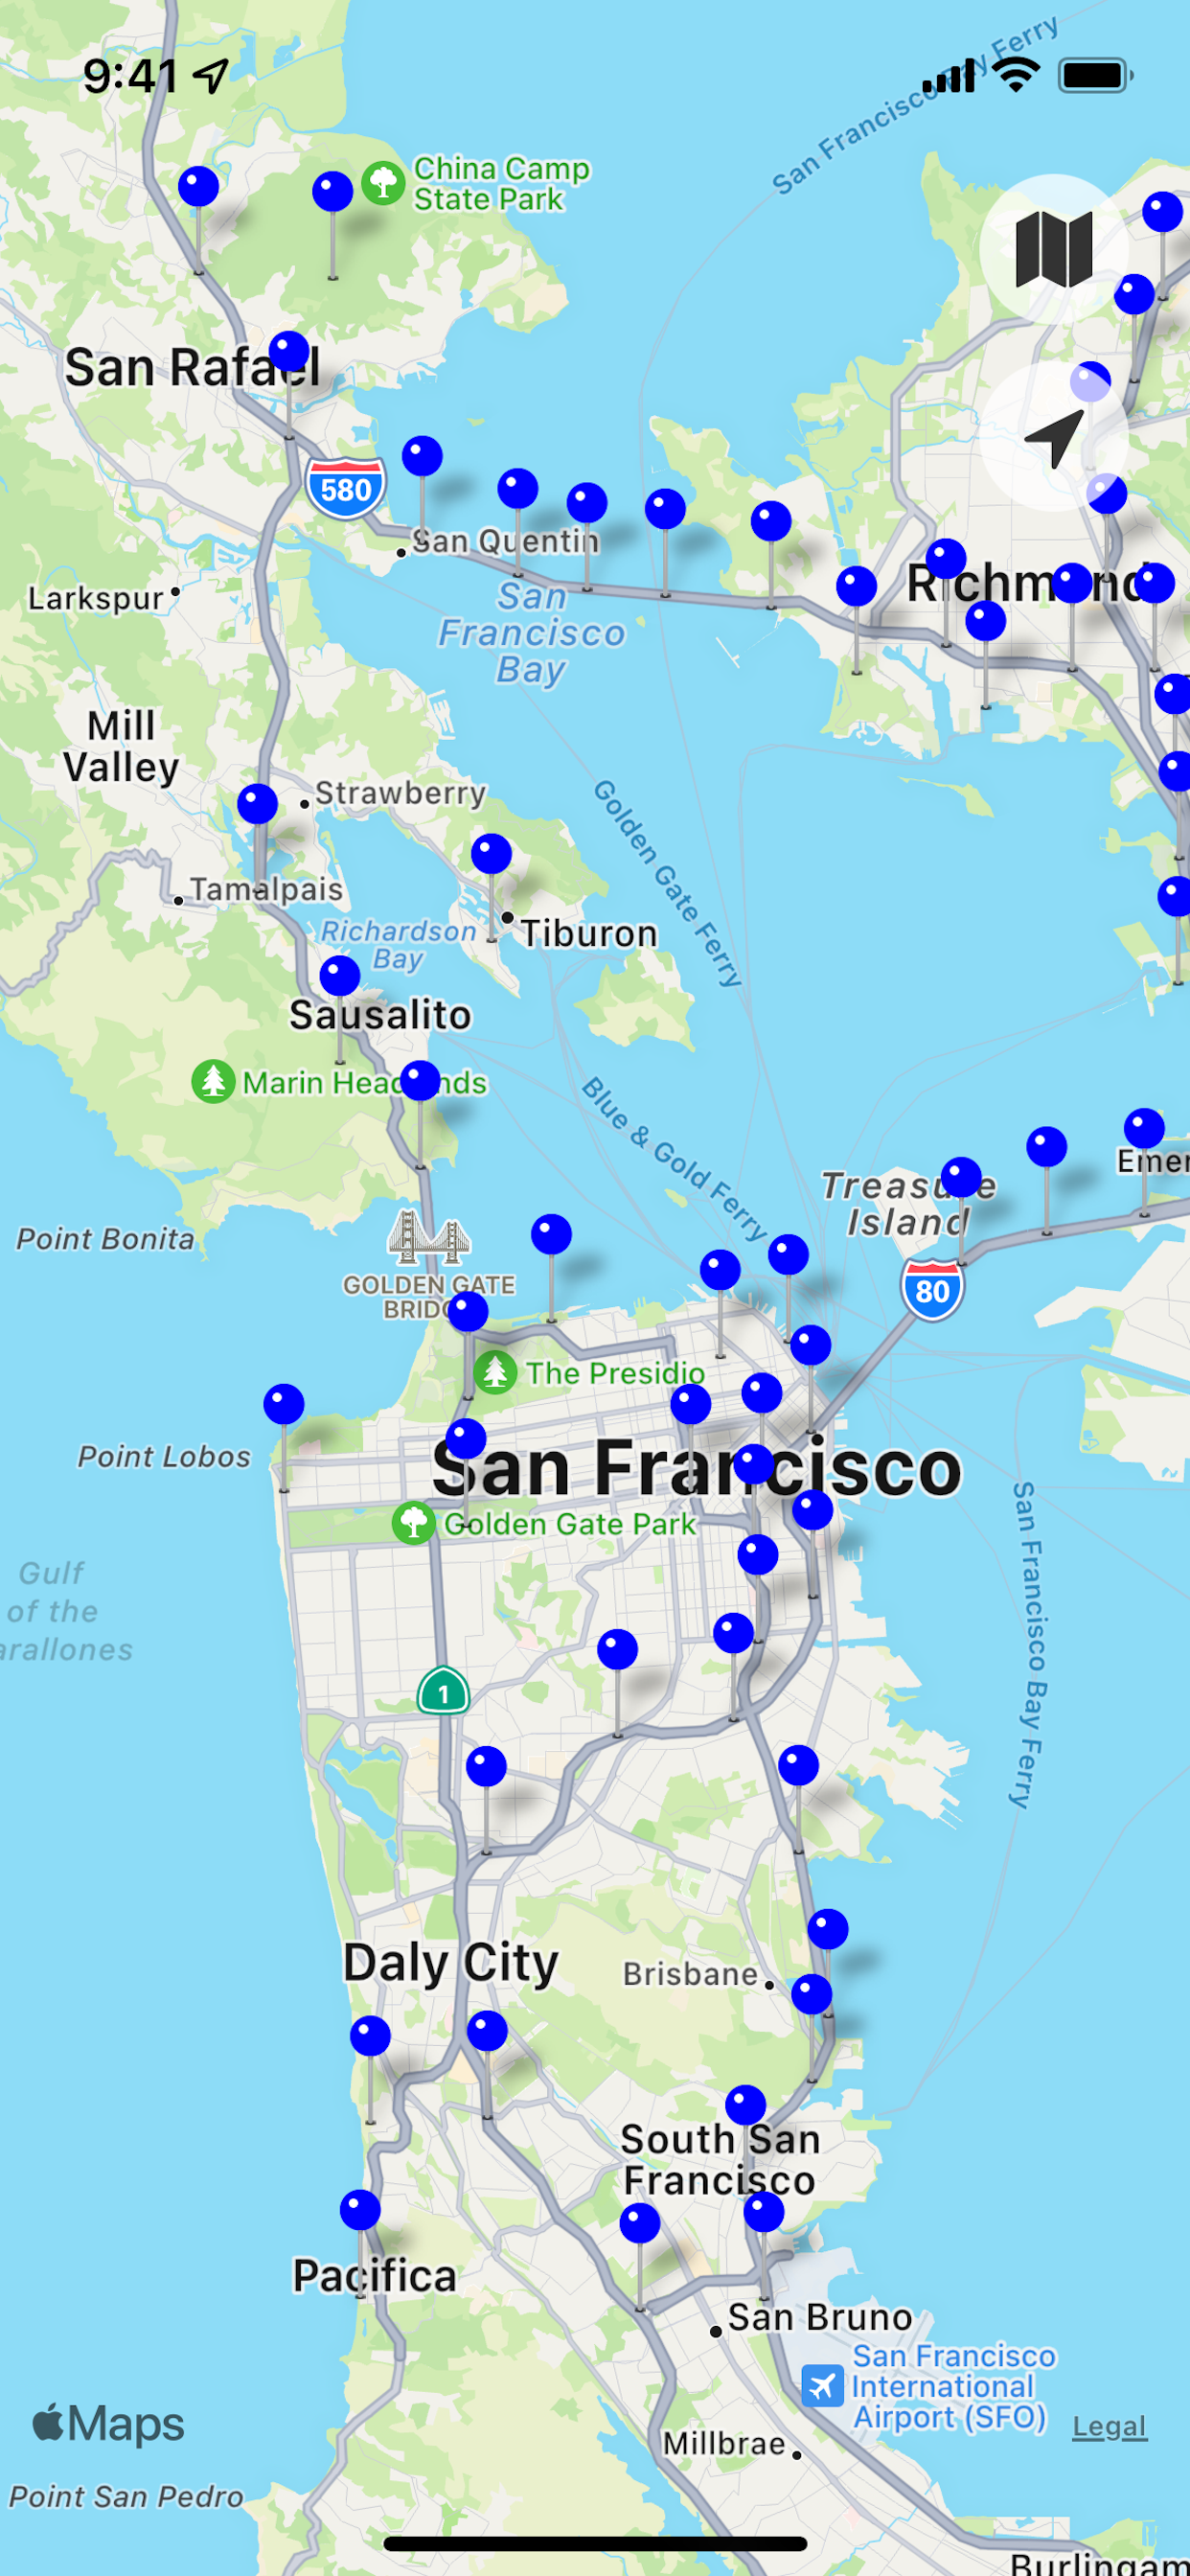 9:41
San Francisco Bay Ferry
China Camp
State Park
San Rafael
580
San Quentin
San
Francisco
Bay
Richmond
Larkspur
Mill
Valley
Strawberry
Golden Gate Ferry
Tamalpais
Richardson
Bay
Tiburon
Sausalito
Marin Headlands
Blue & Gold Ferry
Treasure
Island
Emer
Point Bonita
GOLDEN GATE
BRIDGE
80
The Presidio
Point Lobos
San Francisco
Golden Gate Park
San Francisco Bay Ferry
Gulf
of the
arallones
1
Daly City
Brisbane
South San
Francisco
Pacifica
San Bruno
San Francisco
International
Airport (SFO)
Maps
Legal
Millbrae
Point San Pedro
Burlingam